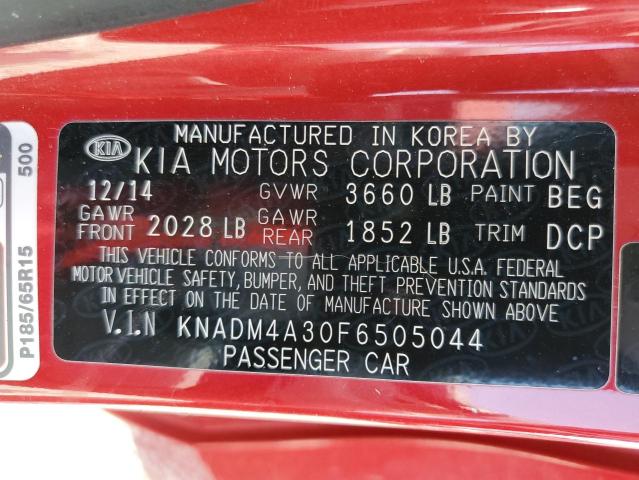 MANUFACTURED IN KOREA BY
KIA KIA MOTORS CORPORATION
12/14 GVWR 3660 LB PAINT BEG
GAWR FRONT 2028 LB GAWR REAR 1852 LB TRIM DCP
THIS VEHICLE CONFORMS TO ALL APPLICABLE U.S.A. FEDERAL
MOTOR VEHICLE SAFETY, BUMPER, AND THEFT PREVENTION STANDARDS
IN EFFECT ON THE DATE OF MANUFACTURE SHOWN ABOVE
V.I.N KNADM4A30F6505044
PASSENGER CAR
P185/65R15 500